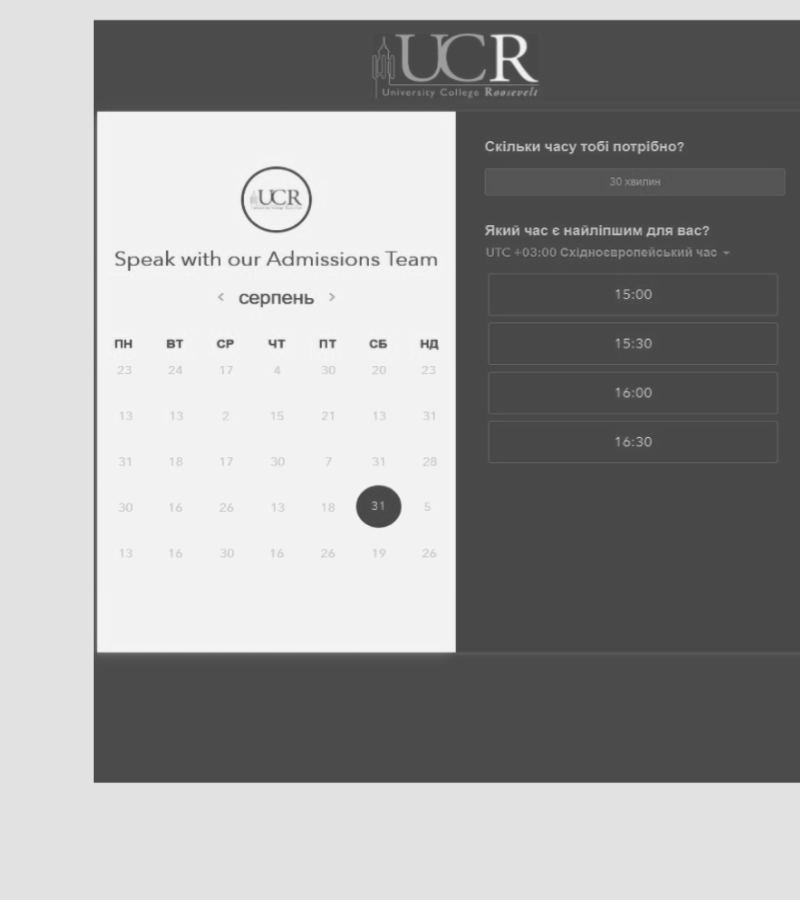 UCR
University College Roosevelt
UCR
Speak with our Admissions Team
серпень
ПН ВТ СР ЧТ ПТ СБ НД
23 24 17 4 30 20 23
13 13 2 15 21 13 31
31 18 17 30 7 31 28
30 16 26 13 18 31 5
13 16 30 16 26 19 26
Скільки часу тобі потрібно?
30 хвилин
Який час є найліпшим для вас?
UTC +03:00 Східноєвропейський час
15:00
15:30
16:00
16:30